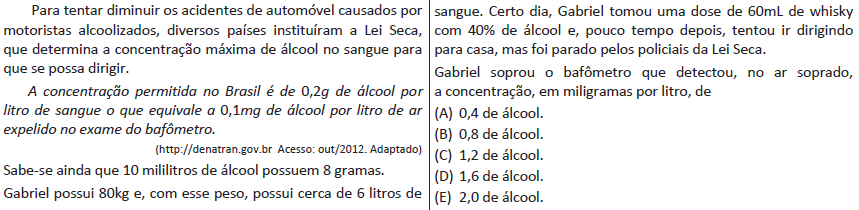 Para tentar diminuir os acidentes de automóvel causados por
motoristas alcoolizados, diversos países instituíram a Lei Seca,
que determina a concentração máxima de álcool no sangue para
que se possa dirigir.
A concentração permitida no Brasil é de 0,2g de álcool por
litro de sangue o que equivale a 0,1mg de álcool por litro de ar
expelido no exame do bafômetro.
(http://denatran.gov.br Acesso: out/2012. Adaptado)
Sabe-se ainda que 10 mililitros de álcool possuem 8 gramas.
Gabriel possui 80kg e, com esse peso, possui cerca de 6 litros de
sangue. Certo dia, Gabriel tomou uma dose de 60mL de whisky
com 40% de álcool e, pouco tempo depois, tentou ir dirigindo
para casa, mas foi parado pelos policiais da Lei Seca.
Gabriel soprou o bafômetro que detectou, no ar soprado,
a concentração, em miligramas por litro, de
(A) 0,4 de álcool.
(B) 0,8 de álcool.
(C) 1,2 de álcool.
(D) 1,6 de álcool.
(E) 2,0 de álcool.